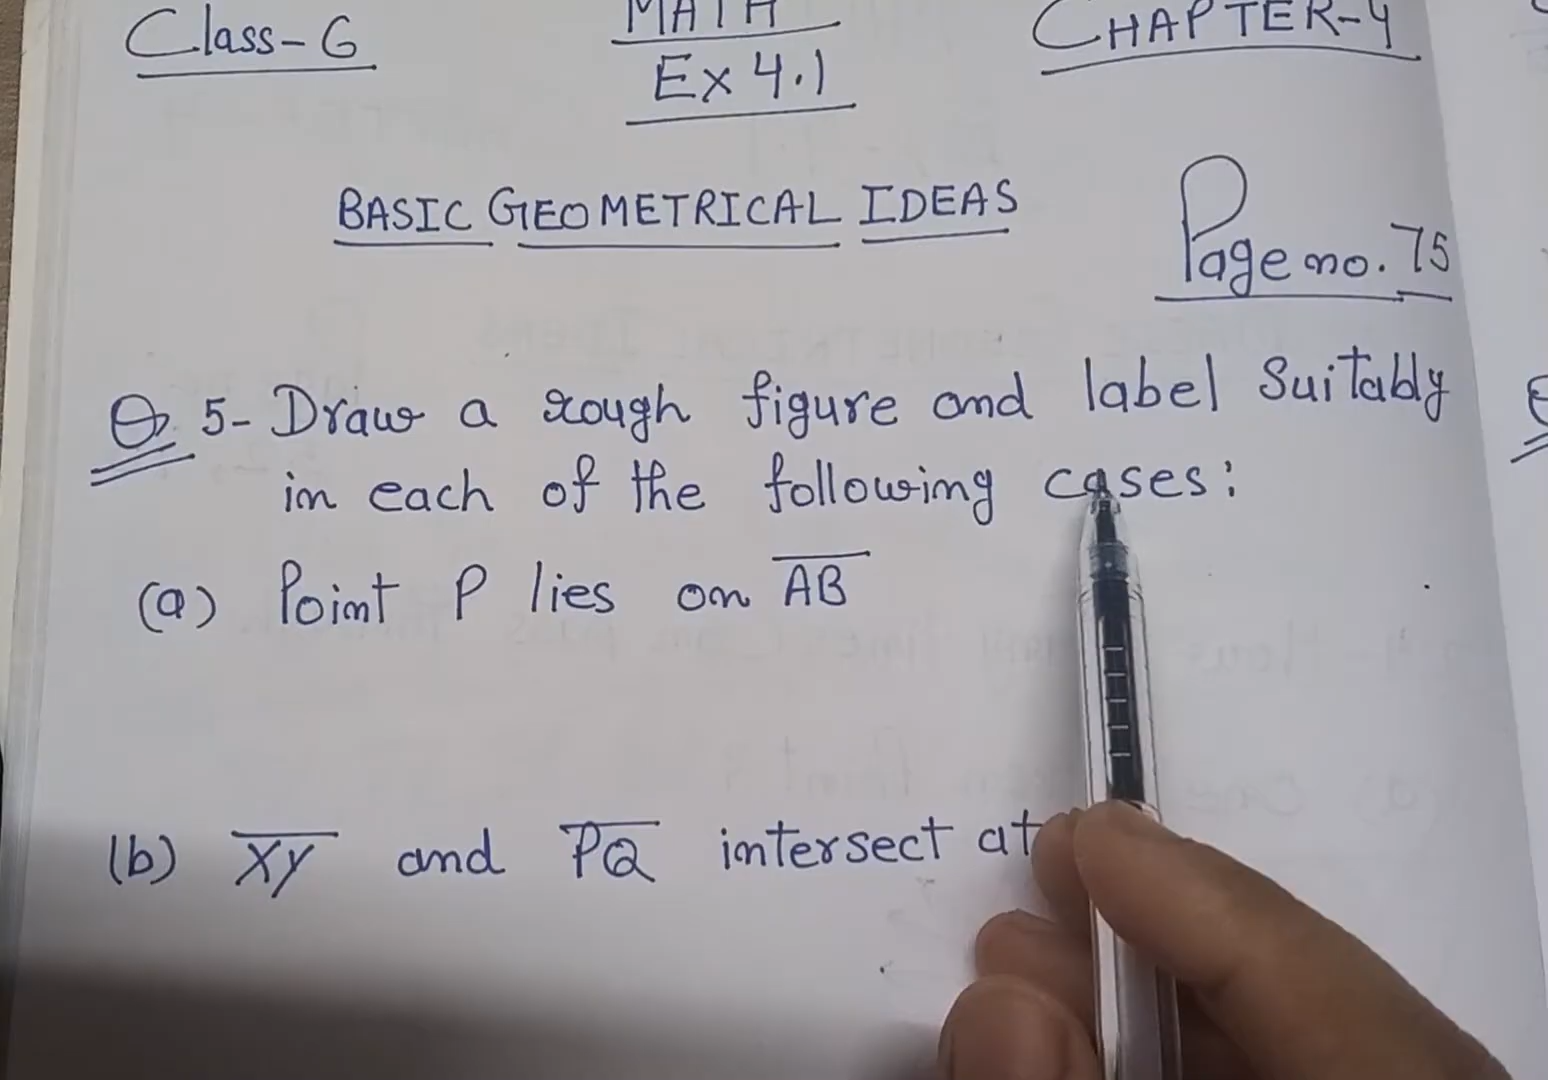 Class-6
MATH
CHAPTER-4
Ex 4.1
BASIC GEOMETRICAL IDEAS
Page no. 75
Q 5- Draw a rough figure and label suitably
in each of the following cases:
(a) Point P lies on AB
(b) XY and PQ intersect at